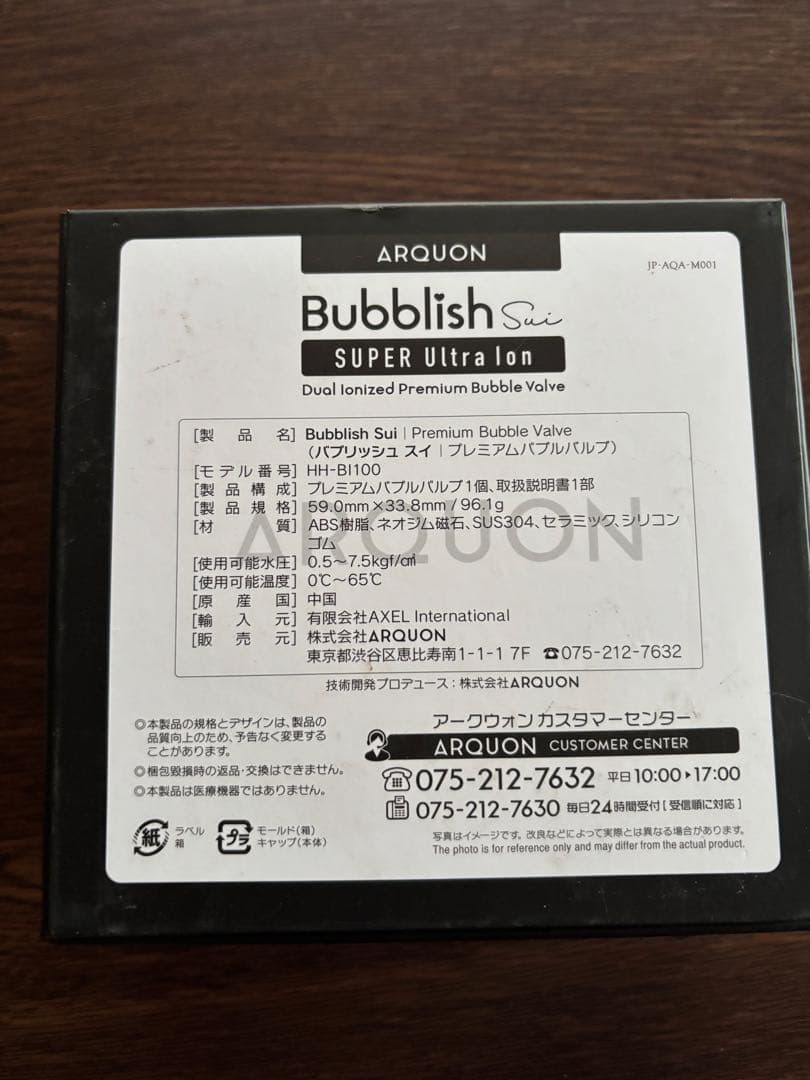 ARQUON
JP-AQA-M001
Bubblish Sui
SUPER Ultra Ion
Dual Ionized Premium Bubble Valve
[製品名] Bubblish Sui | Premium Bubble Valve
(バブリッシュ スイ | プレミアムバブルバルブ)
[モデル番号] HH-BI100
[製品構成] プレミアムバブルバルブ1個、取扱説明書1部
[製品規格] 59.0mm×33.8mm / 96.1g
[材質] ABS樹脂、ネオジム磁石、SUS304、セラミック、シリコン
ゴム
ARQUON
[使用可能水圧] 0.5~7.5kgf/㎠
[使用可能温度] 0℃~65℃
[原産国] 中国
[輸入元] 有限会社AXEL International
[販売元] 株式会社ARQUON
東京都渋谷区恵比寿南1-1-1 7F ☎075-212-7632
技術開発プロデュース:株式会社ARQUON
◎本製品の規格とデザインは、製品の
品質向上のため、予告なく変更する
ことがあります。
◎梱包毀損時の返品・交換はできません。
◎本製品は医療機器ではありません。
紙 ラベル
箱
プラ モールド(箱)
キャップ(本体)
アークウォン カスタマーセンター
ARQUON CUSTOMER CENTER
075-212-7632 平日10:00▸17:00
075-212-7630 毎日24時間受付[受信順に対応]
写真はイメージです。改良などによって実際とは異なる場合があります。
The photo is for reference only and may differ from the actual product.